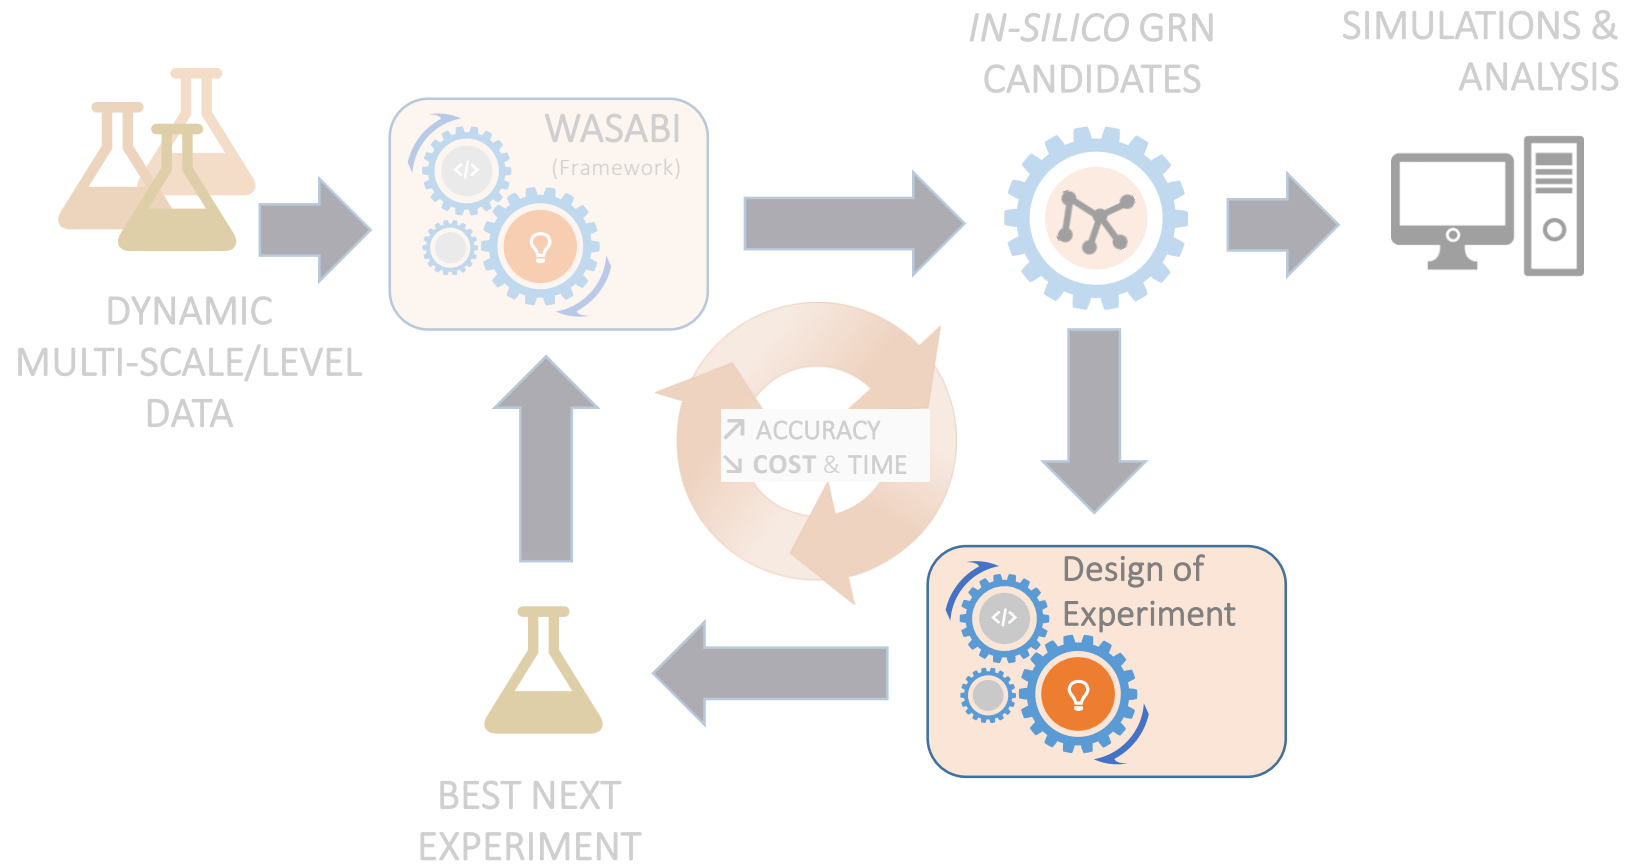 IN-SILICO GRN
CANDIDATES
SIMULATIONS &
ANALYSIS
WASABI
(Framework)
</>
DYNAMIC
MULTI-SCALE/LEVEL
DATA
↗ ACCURACY
↘ COST & TIME
Design of
Experiment
</>
BEST NEXT
EXPERIMENT